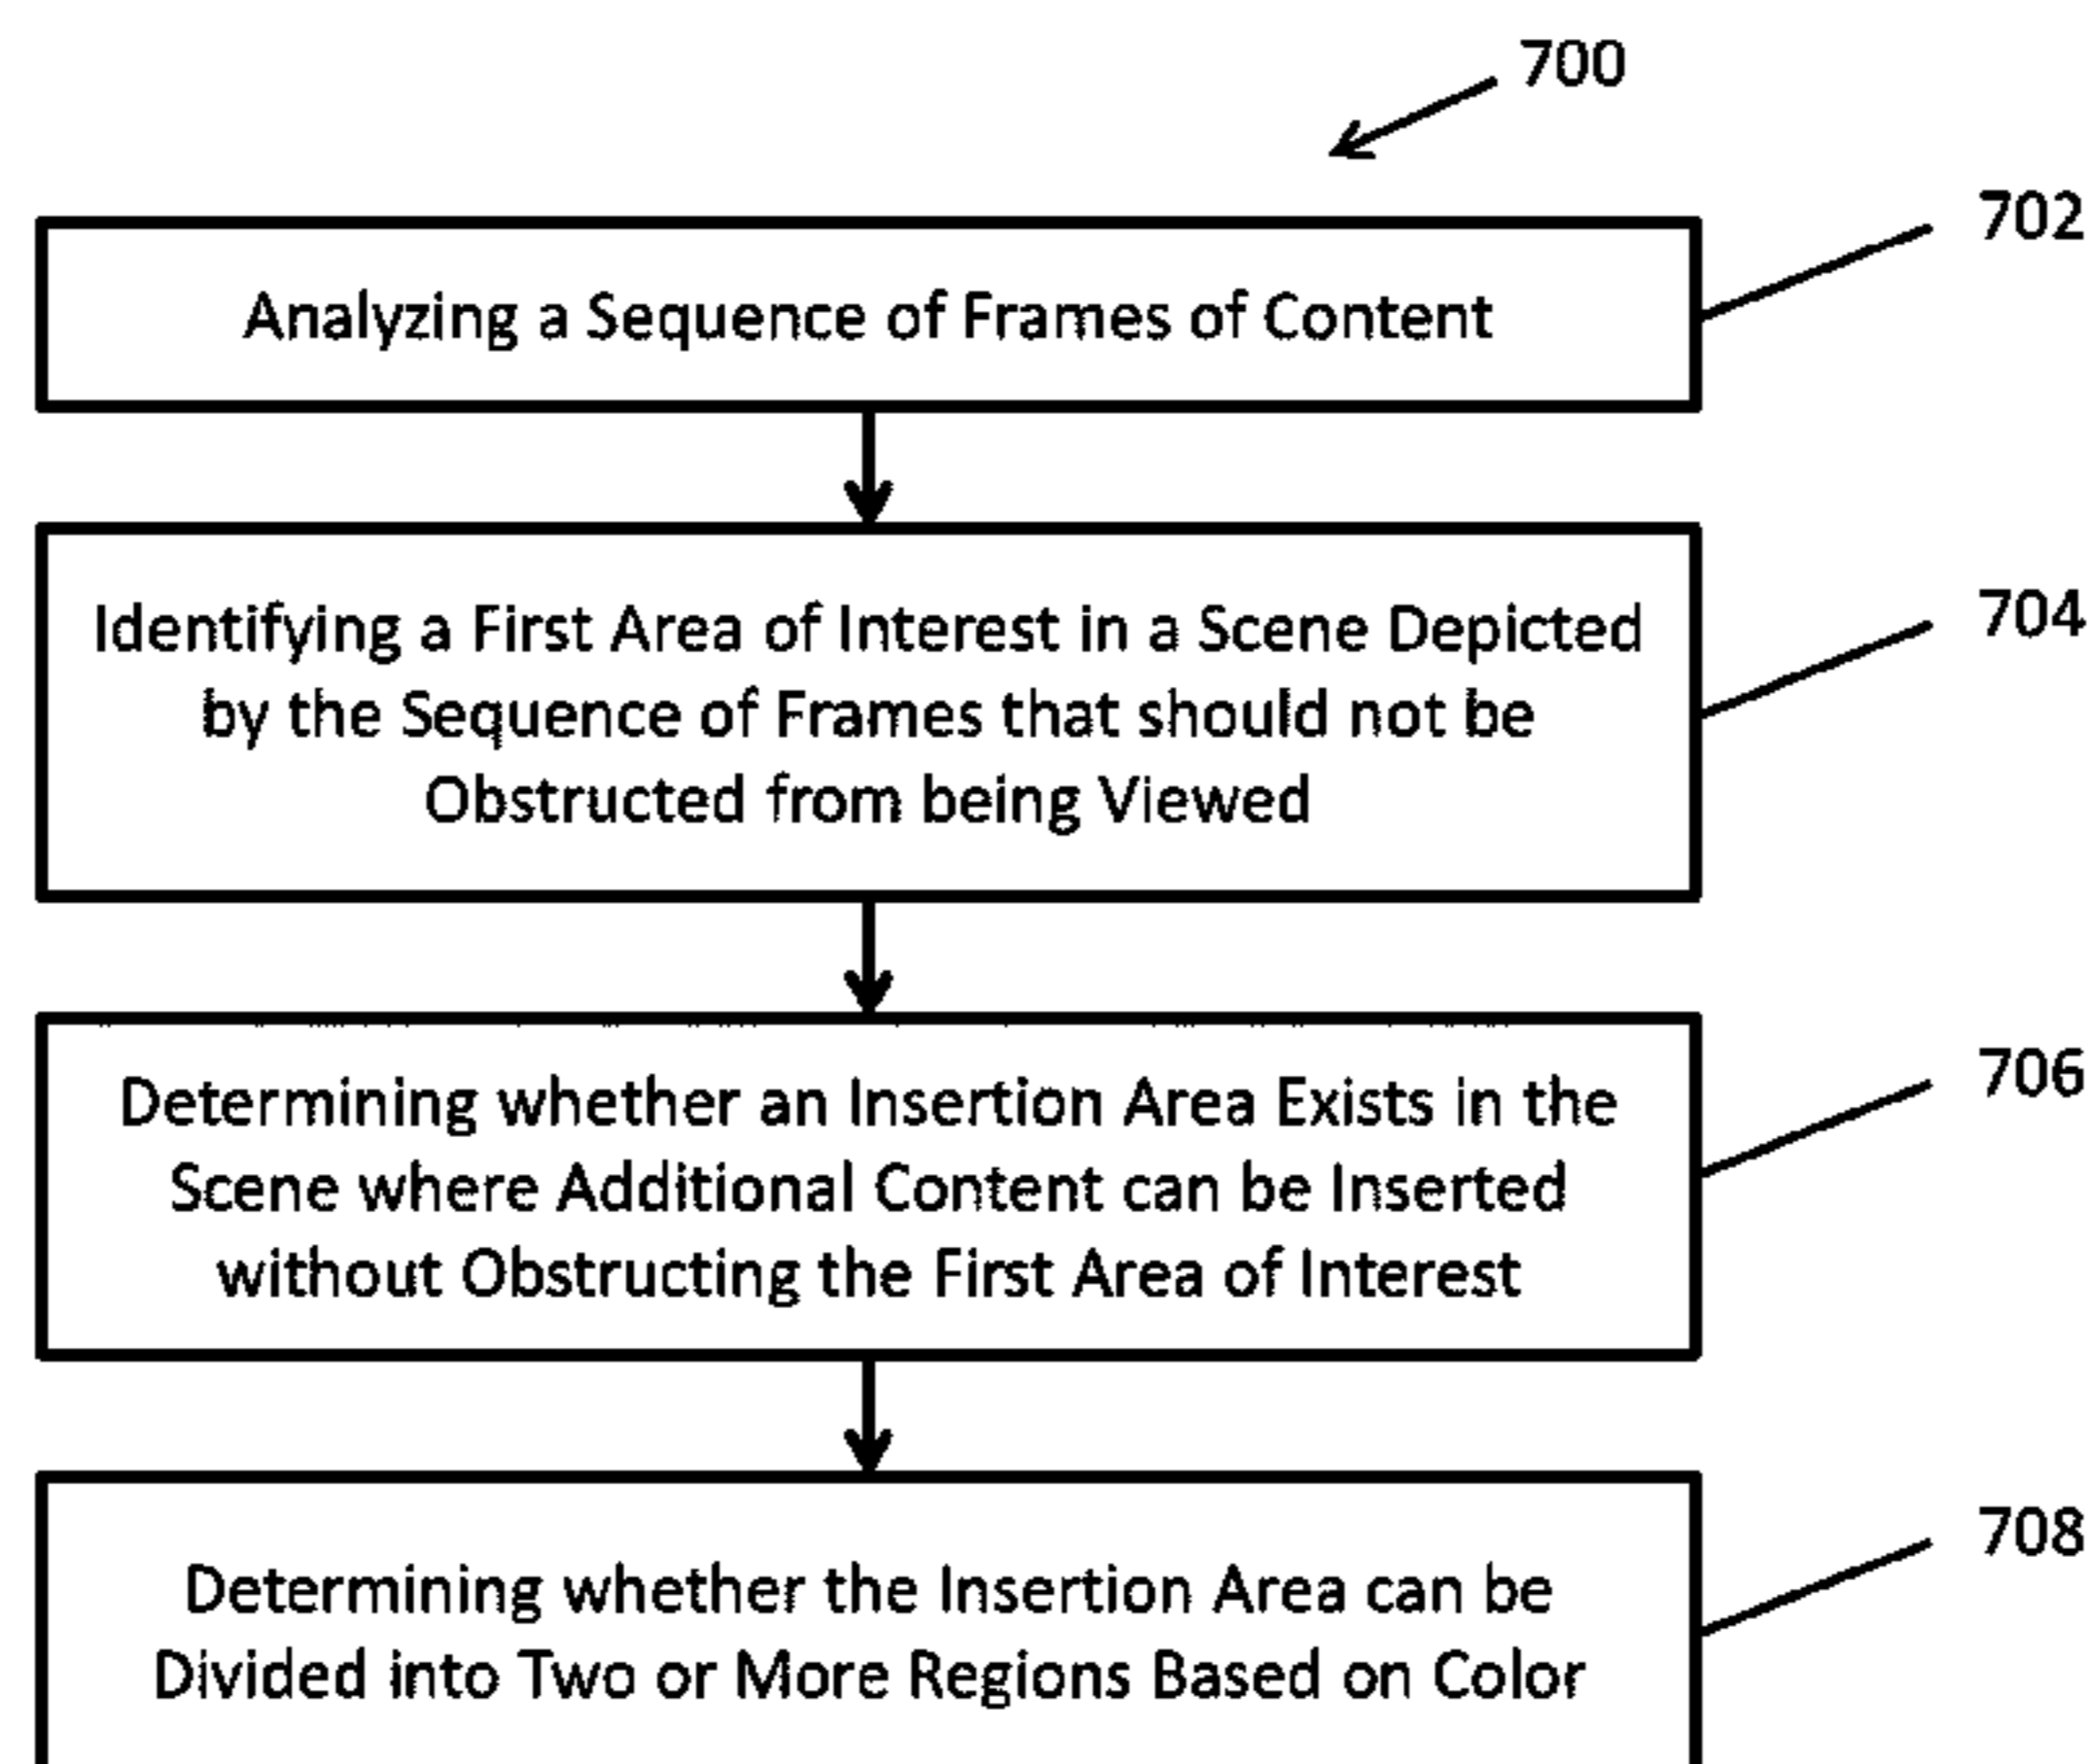 700
702
Analyzing a Sequence of Frames of Content
704
Identifying a First Area of Interest in a Scene Depicted
by the Sequence of Frames that should not be
Obstructed from being Viewed
706
Determining whether an Insertion Area Exists in the
Scene where Additional Content can be Inserted
without Obstructing the First Area of Interest
708
Determining whether the Insertion Area can be
Divided into Two or More Regions Based on Color